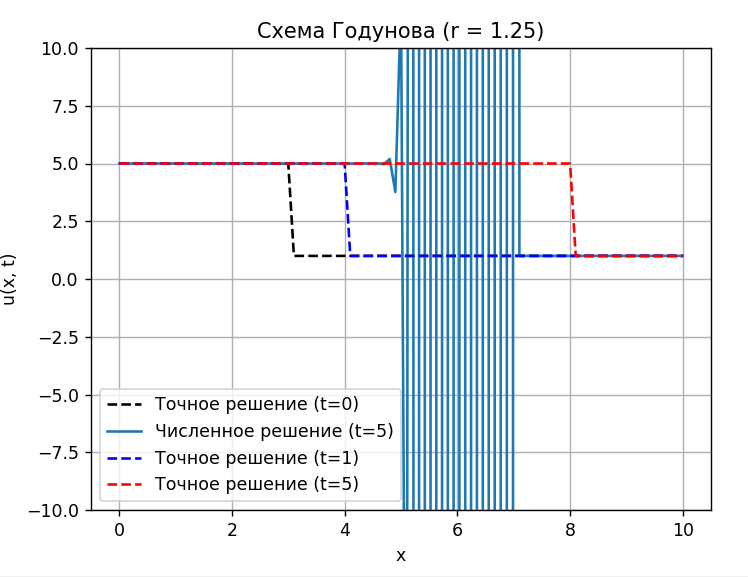 Схема Годунова (r = 1.25)
10.0
7.5
5.0
2.5
0.0
−2.5
−5.0
−7.5
−10.0
u(x, t)
Точное решение (t=0)
Численное решение (t=5)
Точное решение (t=1)
Точное решение (t=5)
0 2 4 6 8 10
x